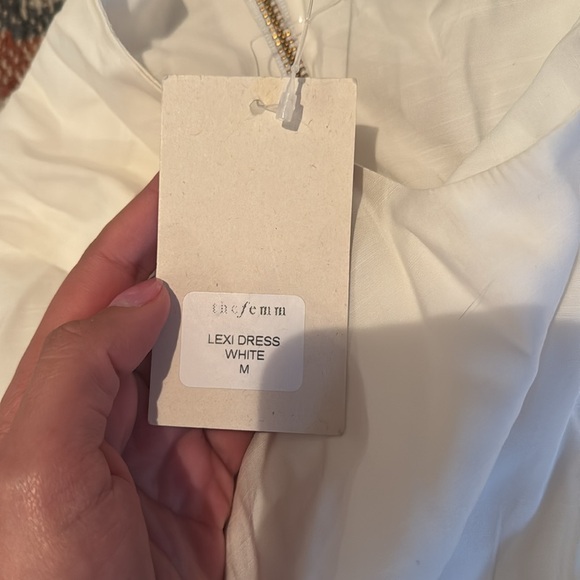 thefemm
LEXI DRESS
WHITE
M